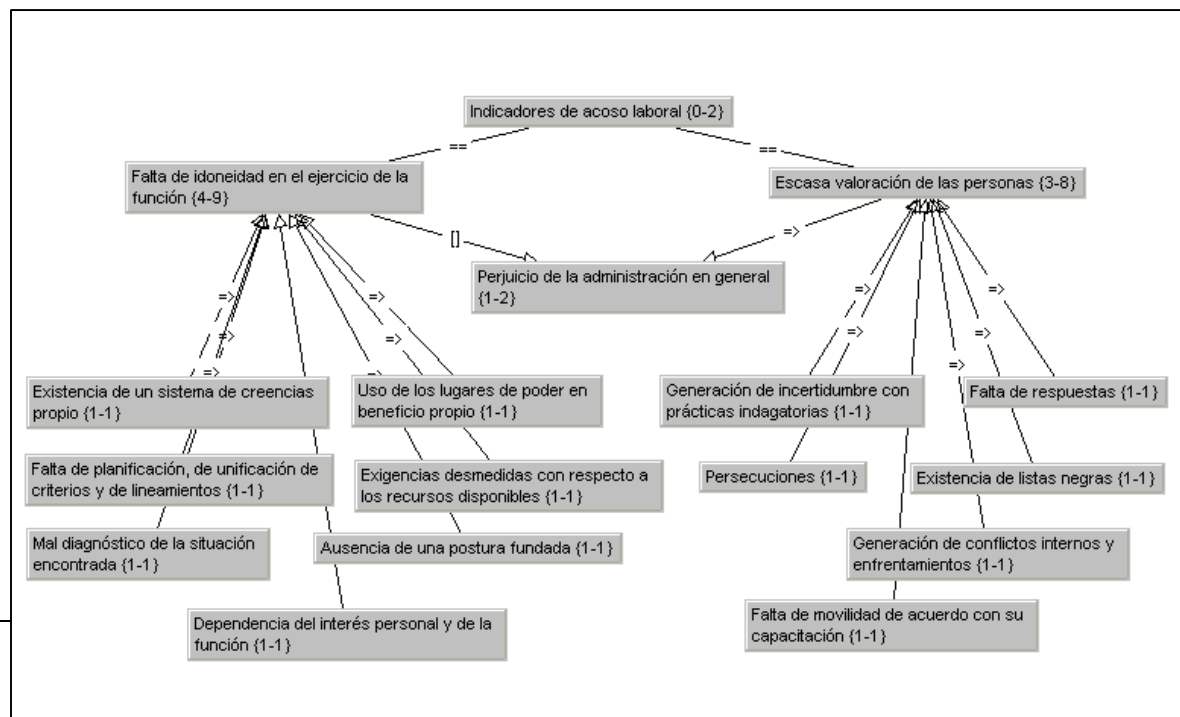 Indicadores de acoso laboral {0-2}
==
==
Falta de idoneidad en el ejercicio de la
función {4-9}
Escasa valoración de las personas {3-8}
[]
=>
Perjuicio de la administración en general
{1-2}
=>
=>
=>
=>
=>
=>
=>
=>
=>
=>
=>
=>
Existencia de un sistema de creencias
propio {1-1}
Uso de los lugares de poder en
beneficio propio {1-1}
Generación de incertidumbre con
prácticas indagatorias {1-1}
Falta de respuestas {1-1}
Falta de planificación, de unificación de
criterios y de lineamientos {1-1}
Exigencias desmedidas con respecto a
los recursos disponibles {1-1}
Persecuciones {1-1}
Existencia de listas negras {1-1}
Mal diagnóstico de la situación
encontrada {1-1}
Ausencia de una postura fundada {1-1}
Generación de conflictos internos y
enfrentamientos {1-1}
Dependencia del interés personal y de la
función {1-1}
Falta de movilidad de acuerdo con su
capacitación {1-1}